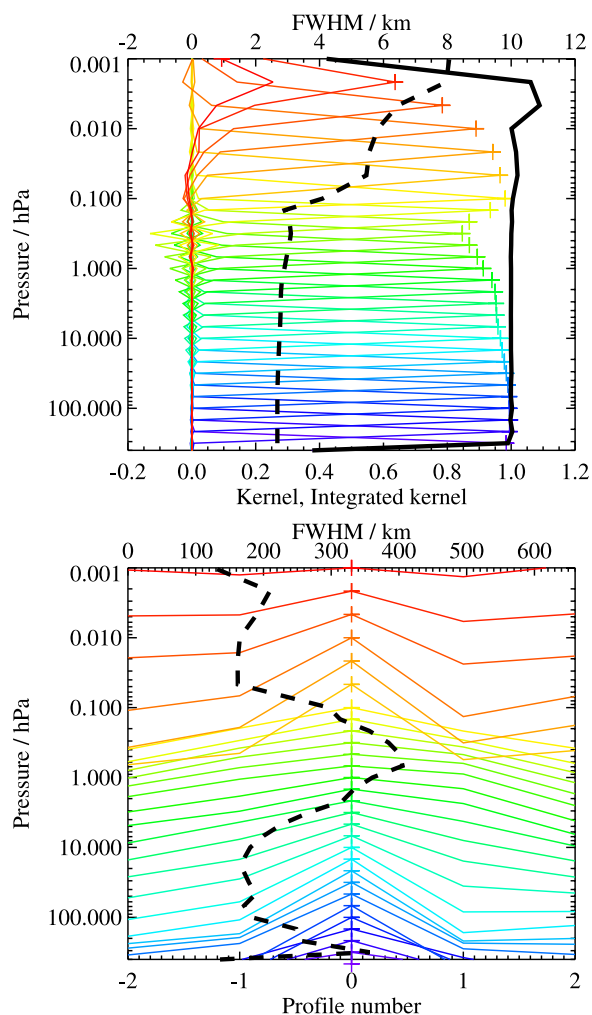 FWHM / km
-2 0 2 4 6 8 10 12
0.001
0.010
0.100
1.000
10.000
100.000
Pressure / hPa
-0.2 0.0 0.2 0.4 0.6 0.8 1.0 1.2
Kernel, Integrated kernel
FWHM / km
0 100 200 300 400 500 600
0.001
0.010
0.100
1.000
10.000
100.000
Pressure / hPa
-2 -1 0 1 2
Profile number